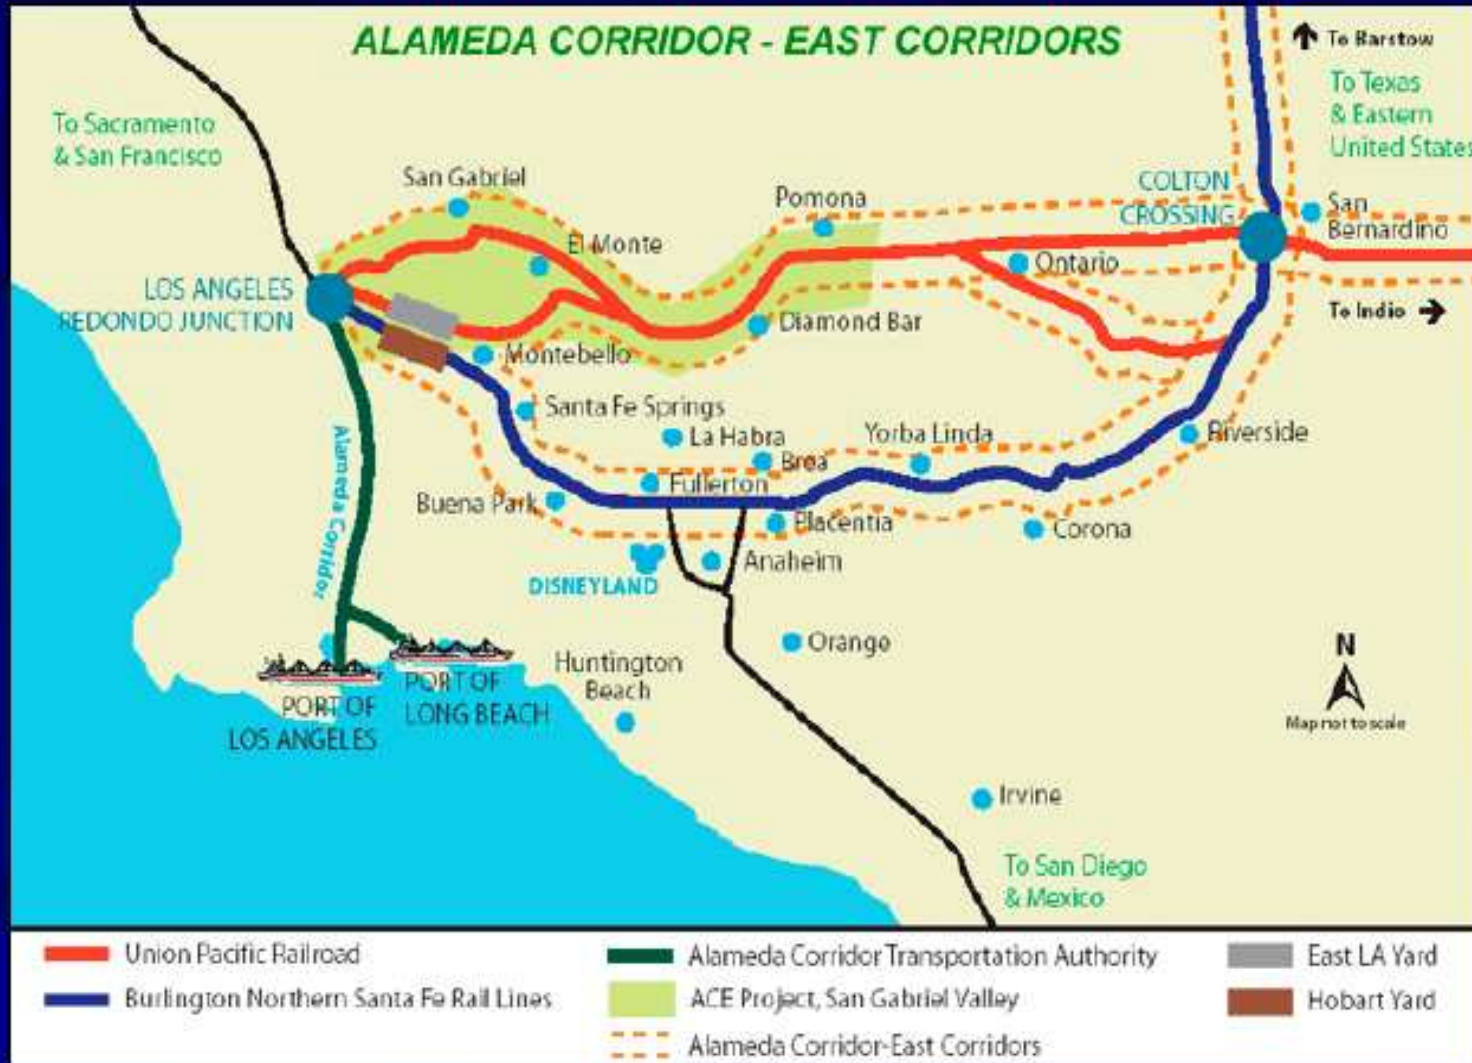 ALAMEDA CORRIDOR - EAST CORRIDORS
To Barstow
To Texas
& Eastern
United States
To Sacramento
& San Francisco
San Gabriel
Pomona
COLTON
CROSSING
San
Bernardino
El Monte
Ontario
LOS ANGELES
REDONDO JUNCTION
To Indio
Diamond Bar
Montebello
Santa Fe Springs
La Habra
Yorba Linda
Riverside
Brea
Fullerton
Buena Park
Placentia
Corona
Alameda Corridor
Anaheim
DISNEYLAND
Orange
N
Huntington
Beach
PORT OF
LONG BEACH
PORT OF
LOS ANGELES
Map not to scale
Irvine
To San Diego
& Mexico
Union Pacific Railroad
Alameda Corridor Transportation Authority
East LA Yard
Burlington Northern Santa Fe Rail Lines
ACE Project, San Gabriel Valley
Hobart Yard
Alameda Corridor-East Corridors